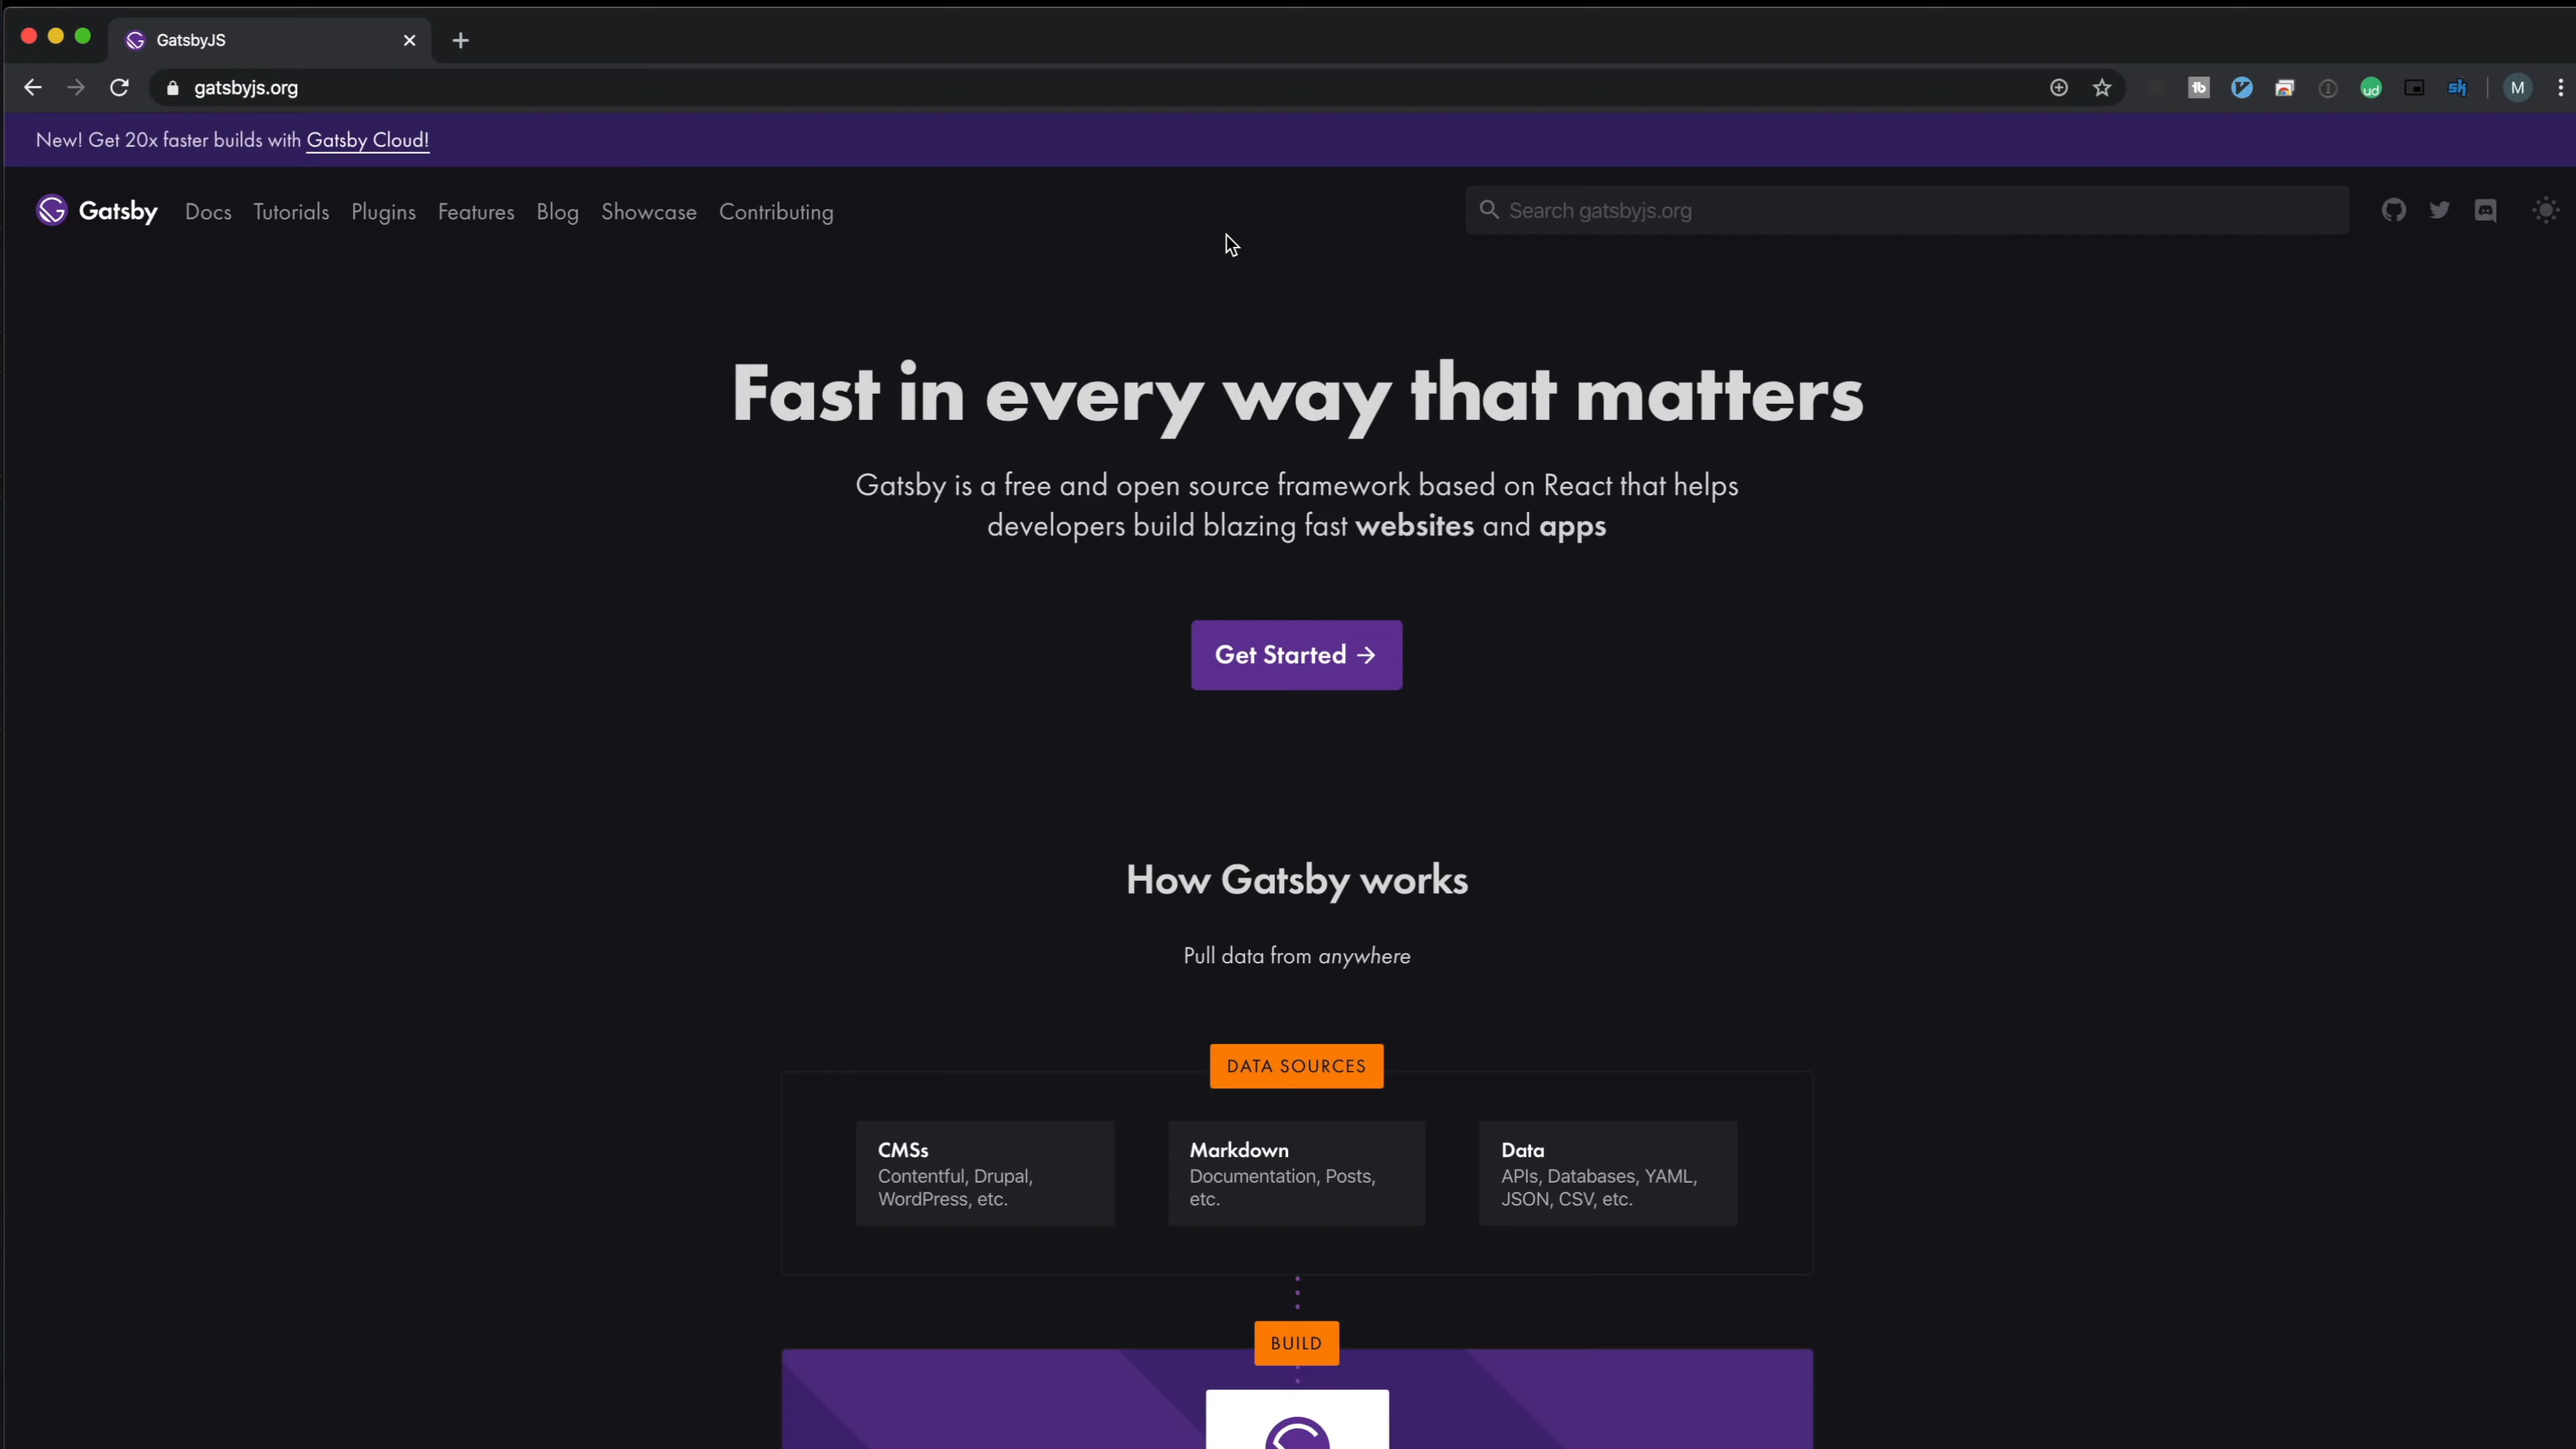 GatsbyJS
gatsbyjs.org
tb
ud
sk
M
New! Get 20x faster builds with Gatsby Cloud!
Gatsby Docs Tutorials Plugins Features Blog Showcase Contributing
Search gatsbyjs.org
Fast in every way that matters
Gatsby is a free and open source framework based on React that helps
developers build blazing fast websites and apps
Get Started →
How Gatsby works
Pull data from anywhere
DATA SOURCES
CMSs
Contentful, Drupal,
WordPress, etc.
Markdown
Documentation, Posts,
etc.
Data
APIs, Databases, YAML,
JSON, CSV, etc.
BUILD